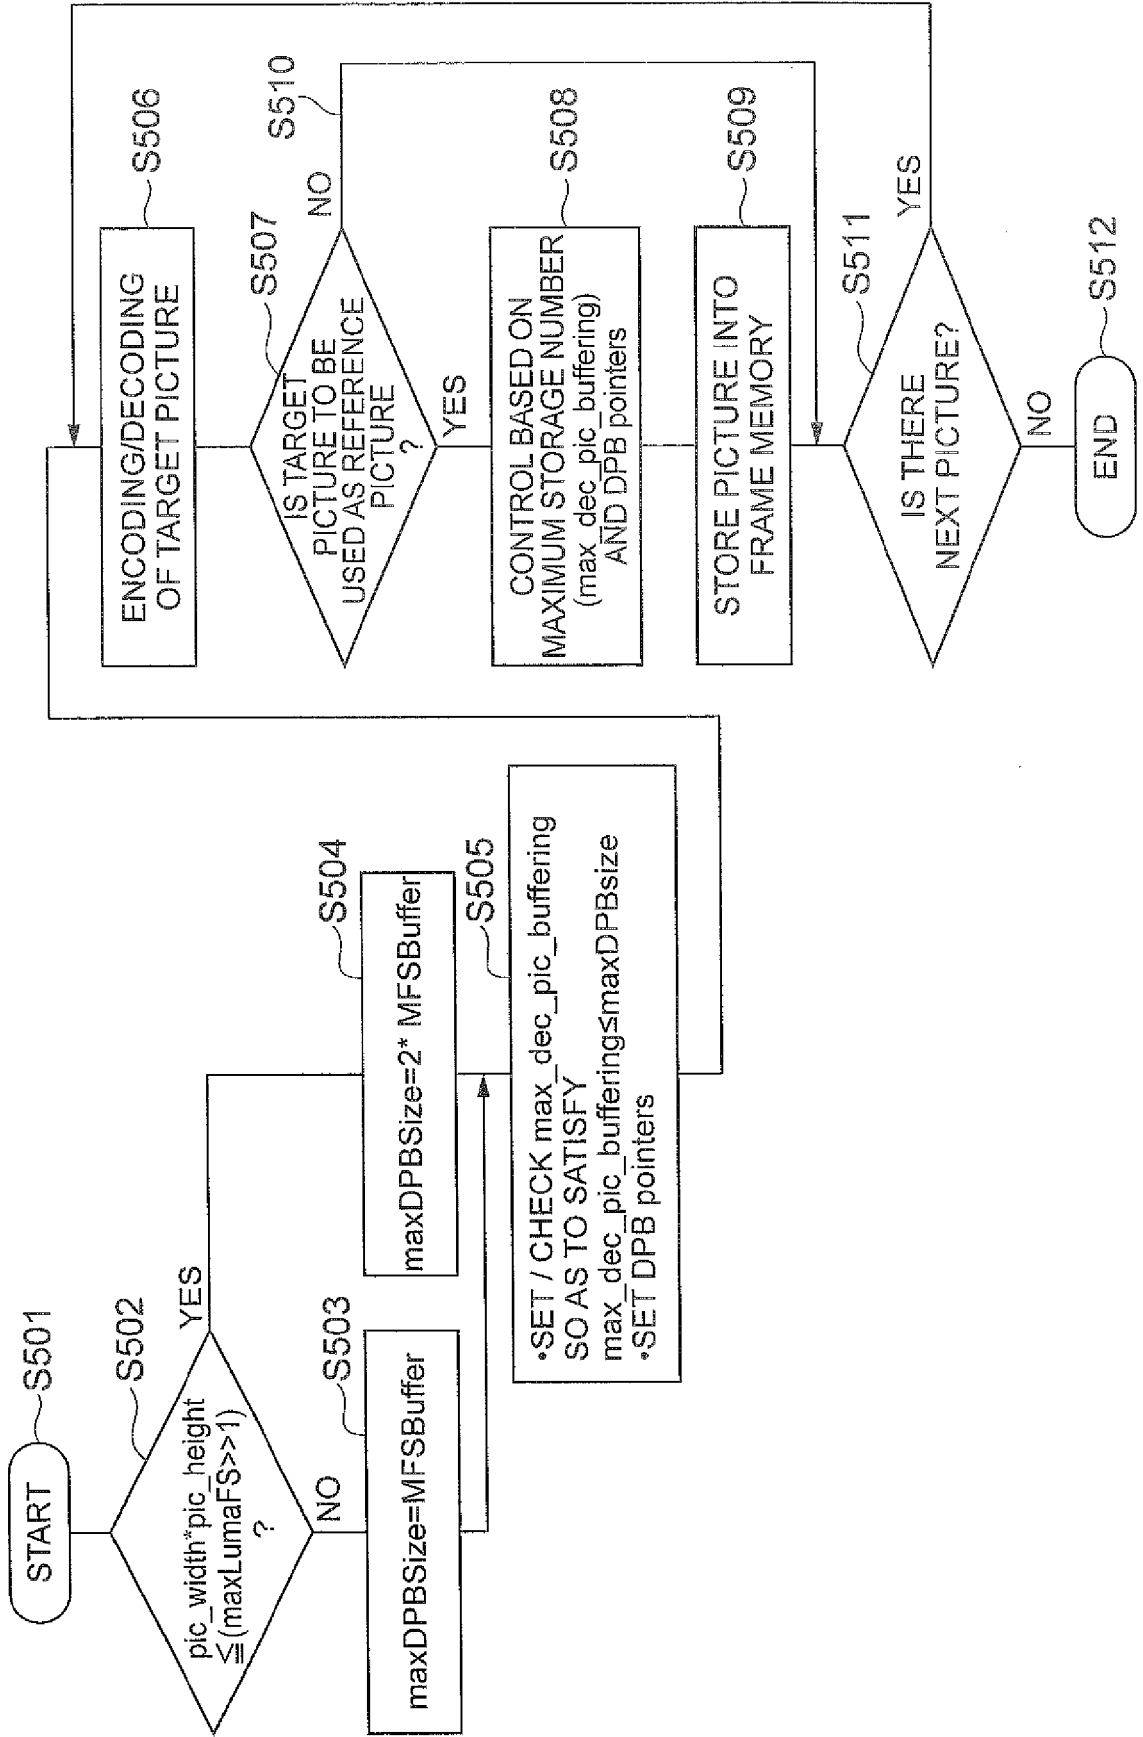 START
S501
pic_width*pic_height
≦(maxLumaFS>>1)
?
S502
YES
NO
maxDPBSize=MFSBuffer
S503
maxDPBSize=2* MFSBuffer
S504
S505
•SET / CHECK max_dec_pic_buffering
SO AS TO SATISFY
max_dec_pic_buffering≤maxDPBsize
•SET DPB pointers
ENCODING/DECODING
OF TARGET PICTURE
S506
IS TARGET
PICTURE TO BE
USED AS REFERENCE
PICTURE
?
S507
NO
S510
YES
CONTROL BASED ON
MAXIMUM STORAGE NUMBER
(max_dec_pic_buffering)
AND DPB pointers
S508
STORE PICTURE INTO
FRAME MEMORY
S509
IS THERE
NEXT PICTURE?
S511
YES
NO
END
S512